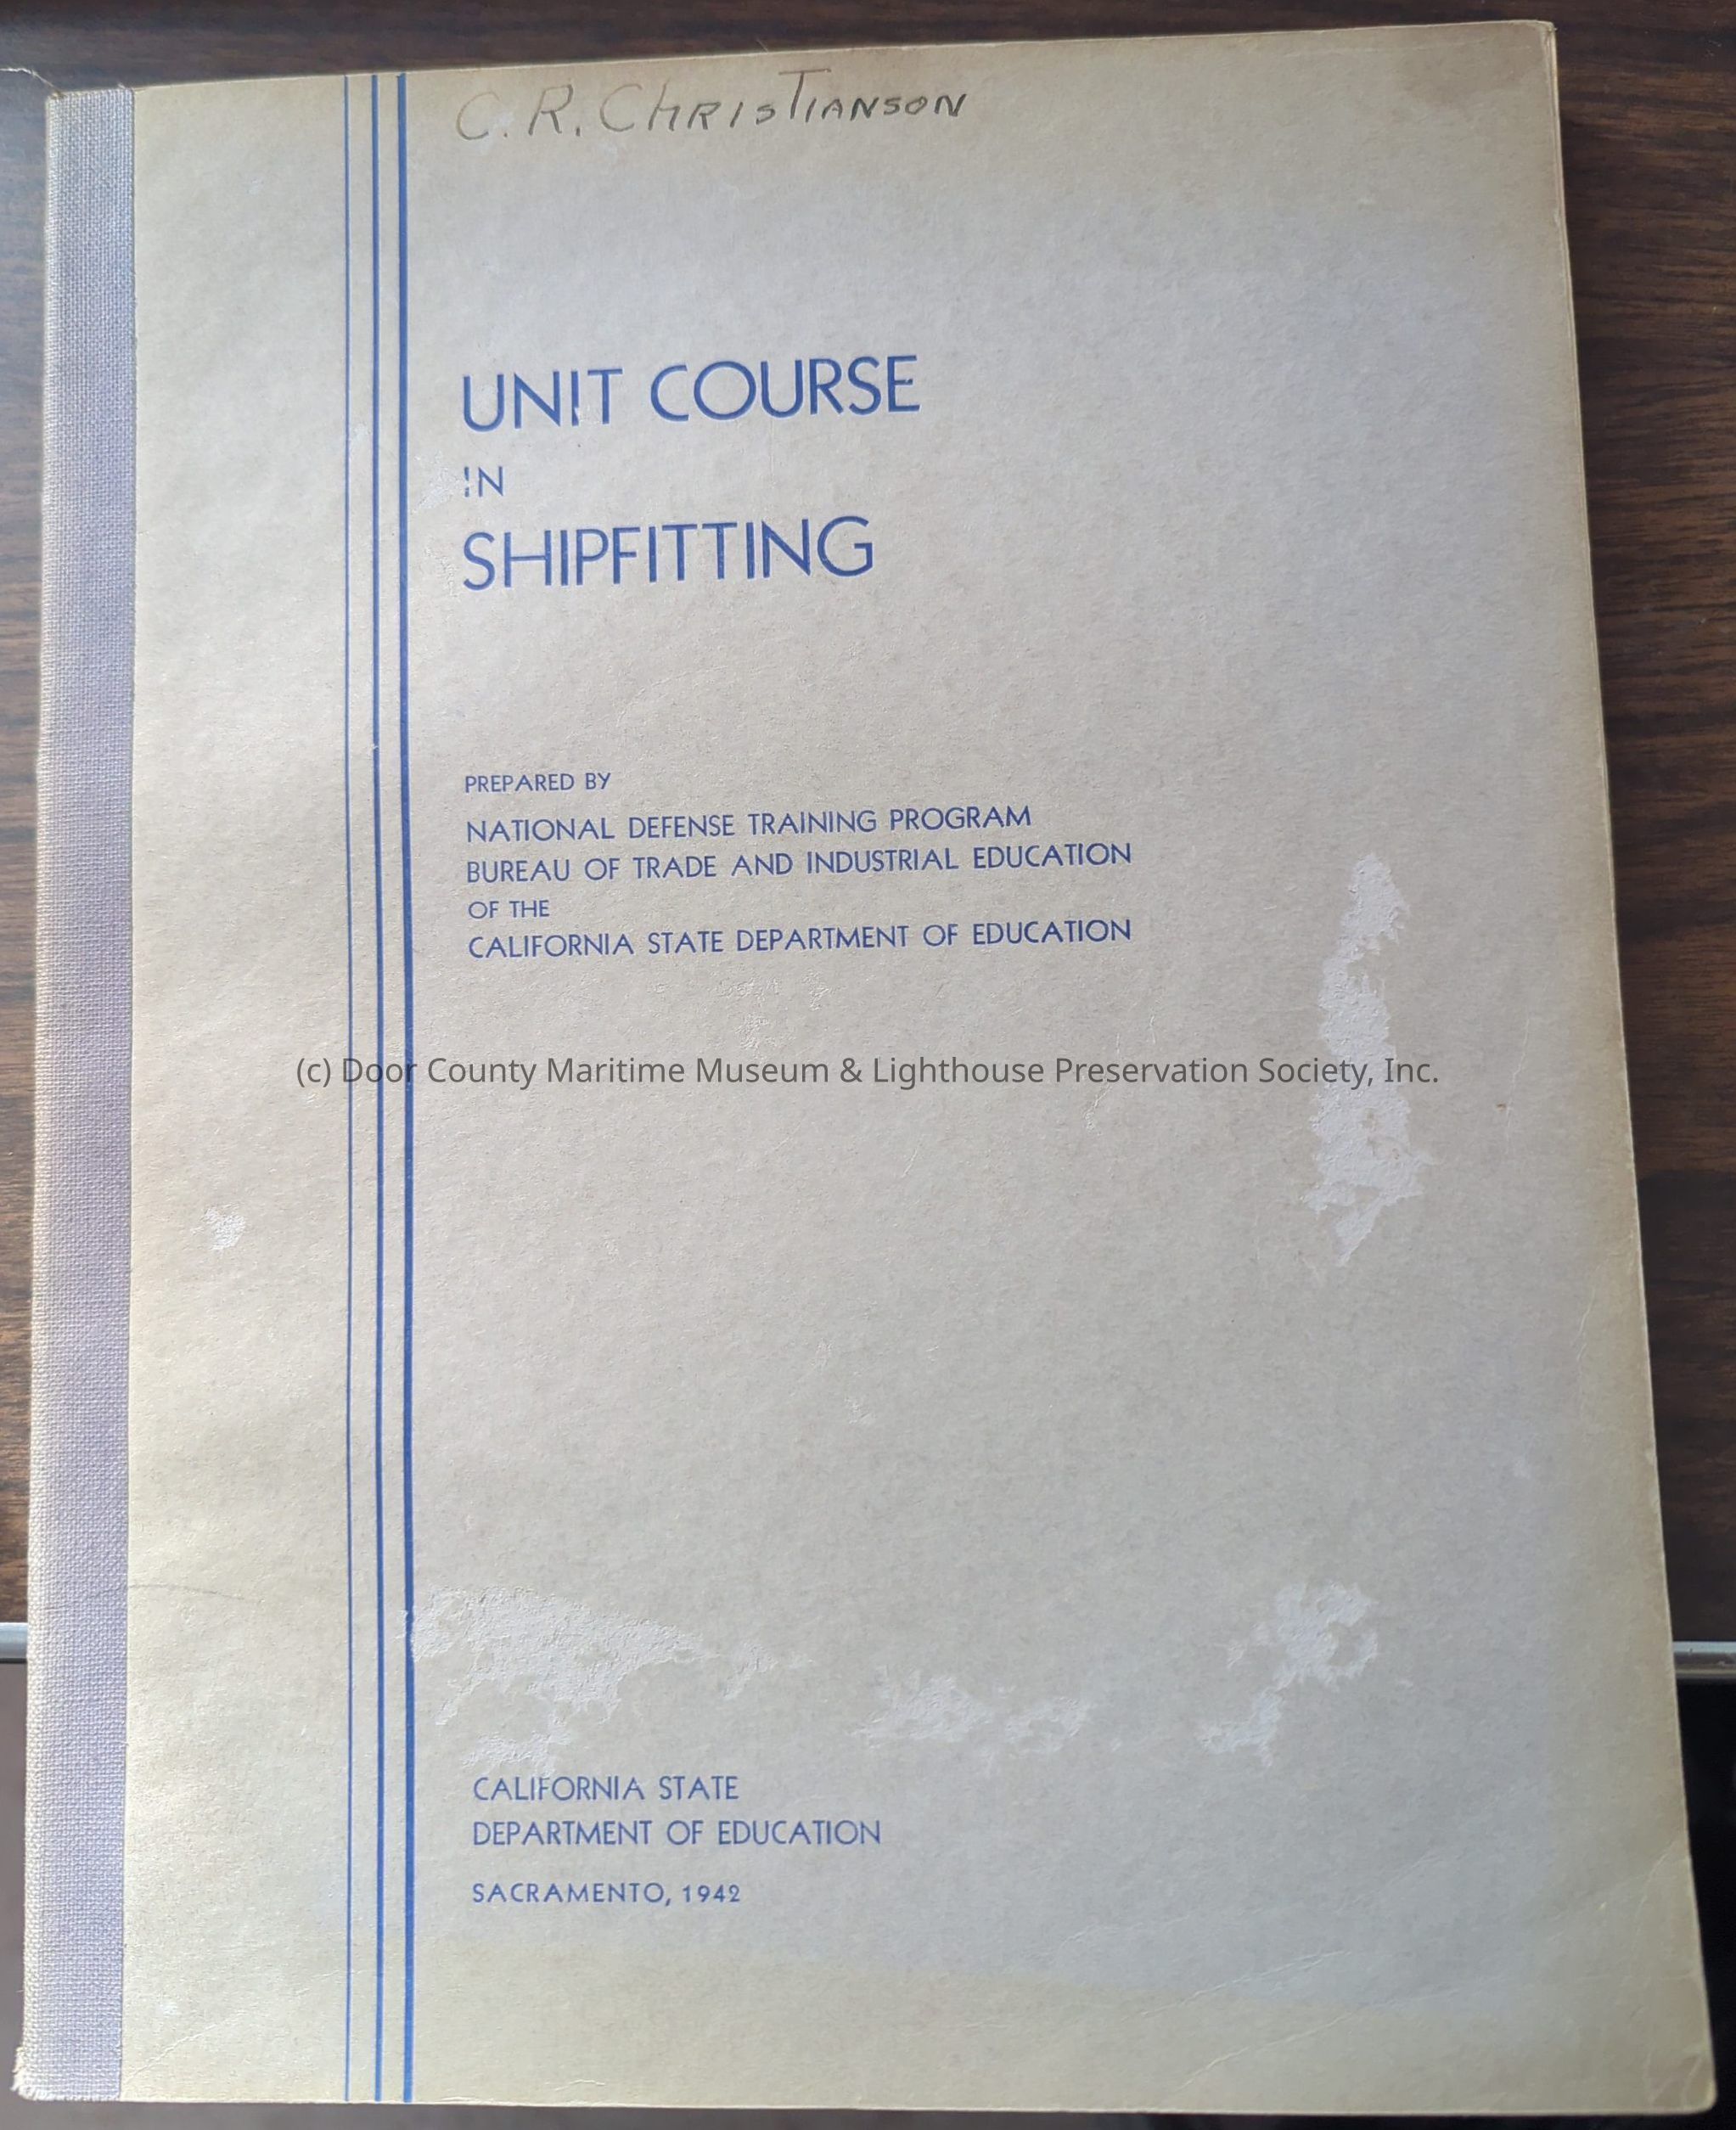 C. R. CHRISTIANSON
UNIT COURSE
IN
SHIPFITTING
PREPARED BY
NATIONAL DEFENSE TRAINING PROGRAM
BUREAU OF TRADE AND INDUSTRIAL EDUCATION
OF THE
CALIFORNIA STATE DEPARTMENT OF EDUCATION
(c) Door County Maritime Museum & Lighthouse Preservation Society, Inc.
CALIFORNIA STATE
DEPARTMENT OF EDUCATION
SACRAMENTO, 1942